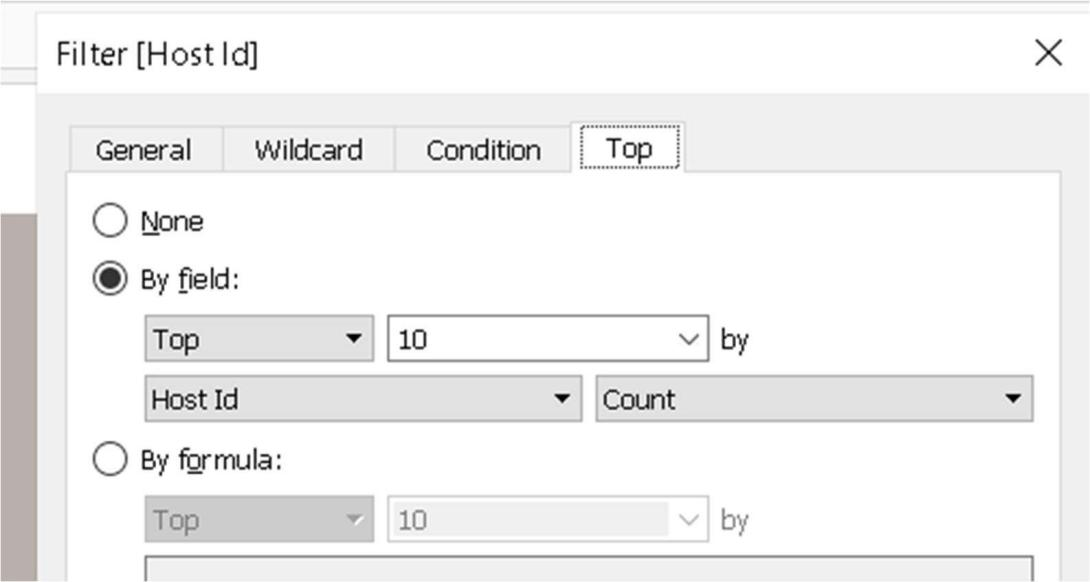 Filter [Host Id]
General Wildcard Condition Top
None
By field:
Top 10 by
Host Id Count
By formula:
Top 10 by